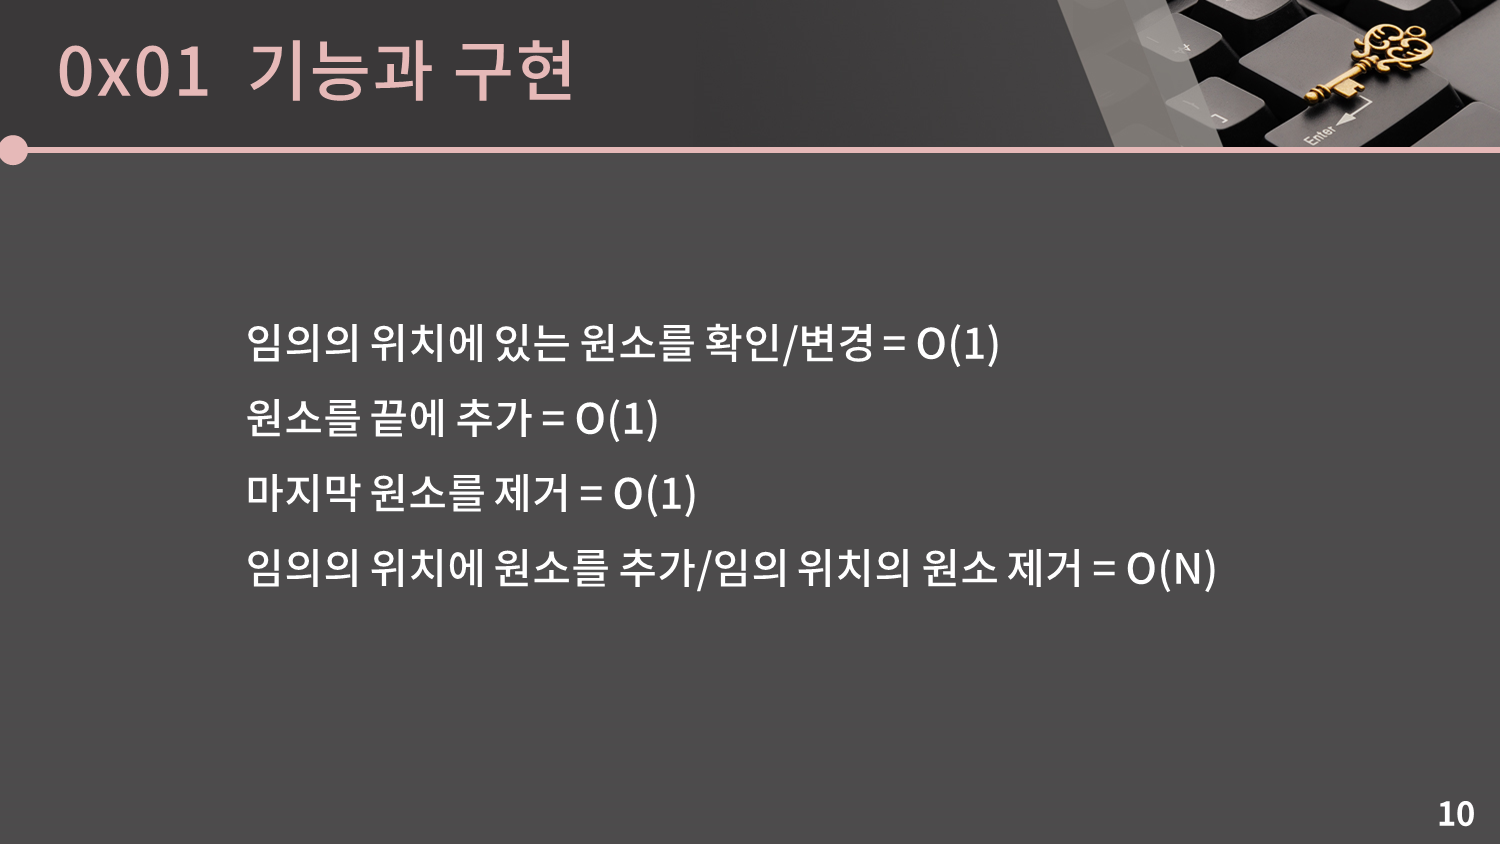 0x01 기능과 구현
Enter
임의의 위치에 있는 원소를 확인/변경 = O(1)
원소를 끝에 추가 = O(1)
마지막 원소를 제거 = O(1)
임의의 위치에 원소를 추가/임의 위치의 원소 제거 = O(N)
10